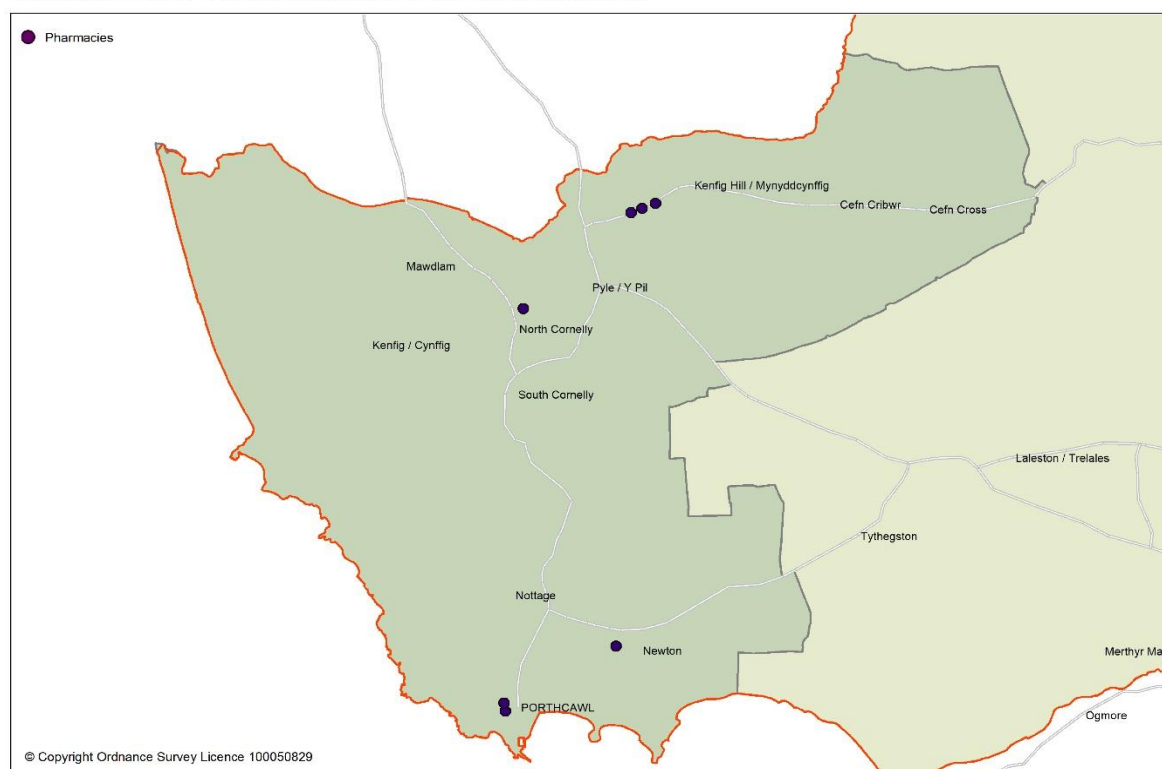 Pharmacies
Kenfig Hill / Mynyddcynffig
Cefn Cribwr
Cefn Cross
Mawdlam
Pyle / Y Pil
North Cornelly
Kenfig / Cynffig
South Cornelly
Laleston / Trelales
Tythegston
Nottage
Newton
Merthyr Ma
PORTHCAWL
Ogmore
© Copyright Ordnance Survey Licence 100050829